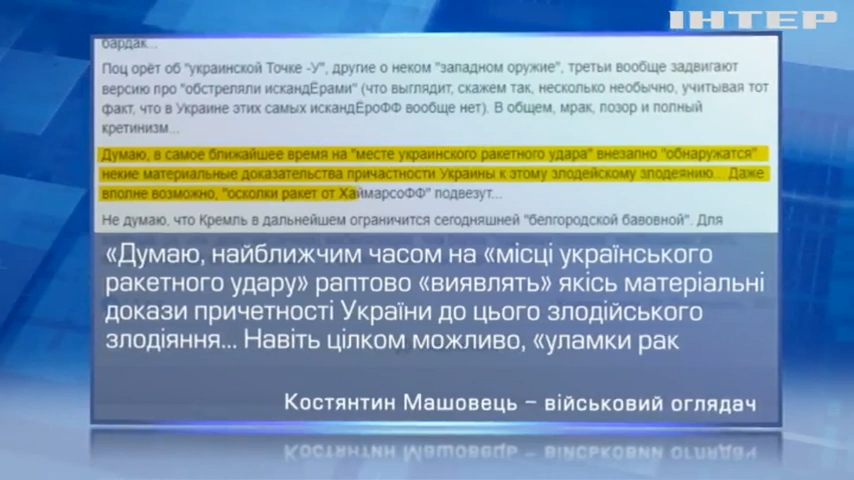 ІНТЕР
бардак...
Поц орёт об "украинской Точке -У", другие о неком "западном оружие", третьи вообще задвигают
версию про "обстреляли искандЁрами" (что выглядит, скажем так, несколько необычно, учитывая тот
факт, что в Украине этих самых искандЁроФФ вообще нет). В общем, мрак, позор и полный
кретинизм...
Думаю, в самое ближайшее время на "месте украинского ракетного удара" внезапно "обнаружатся"
некие материальные доказательства причастности Украины к этому злодейскому злодеянию... Даже
вполне возможно, "осколки ракет от ХаймарсоФФ" подвезут...
Не думаю, что Кремль в дальнейшем ограничится сегодняшней "белгородской бавовной". Для
«Думаю, найближчим часом на «місці українського
ракетного удару» раптово «виявлять» якісь матеріальні
докази причетності України до цього злодійського
злодіяння... Навіть цілком можливо, «уламки рак
Костянтин Машовець – військовий оглядач